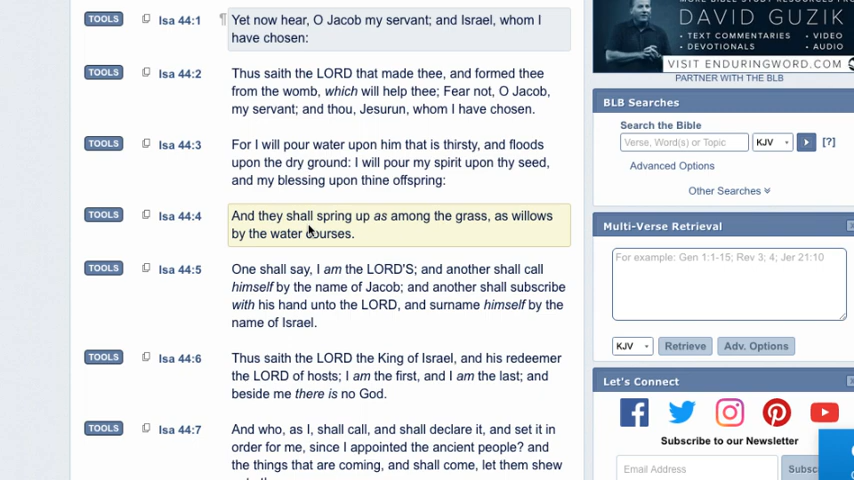 TOOLS Isa 44:1 ¶ Yet now hear, O Jacob my servant; and Israel, whom I
have chosen:
TOOLS Isa 44:2 Thus saith the LORD that made thee, and formed thee
from the womb, which will help thee; Fear not, O Jacob,
my servant; and thou, Jesurun, whom I have chosen.
TOOLS Isa 44:3 For I will pour water upon him that is thirsty, and floods
upon the dry ground: I will pour my spirit upon thy seed,
and my blessing upon thine offspring:
TOOLS Isa 44:4 And they shall spring up as among the grass, as willows
by the water courses.
TOOLS Isa 44:5 One shall say, I am the LORD'S; and another shall call
himself by the name of Jacob; and another shall subscribe
with his hand unto the LORD, and surname himself by the
name of Israel.
TOOLS Isa 44:6 Thus saith the LORD the King of Israel, and his redeemer
the LORD of hosts; I am the first, and I am the last; and
beside me there is no God.
TOOLS Isa 44:7 And who, as I, shall call, and shall declare it, and set it in
order for me, since I appointed the ancient people? and
the things that are coming, and shall come, let them shew
DAVID GUZIK
• TEXT COMMENTARIES • VIDEO
• DEVOTIONALS • AUDIO
VISIT ENDURINGWORD.COM
PARTNER WITH THE BLB
BLB Searches
Search the Bible
Verse, Word(s) or Topic KJV [?]
Advanced Options
Other Searches
Multi-Verse Retrieval
For example: Gen 1:1-15; Rev 3; 4; Jer 21:10
KJV Retrieve Adv. Options
Let's Connect
Subscribe to our Newsletter
Email Address Subsc